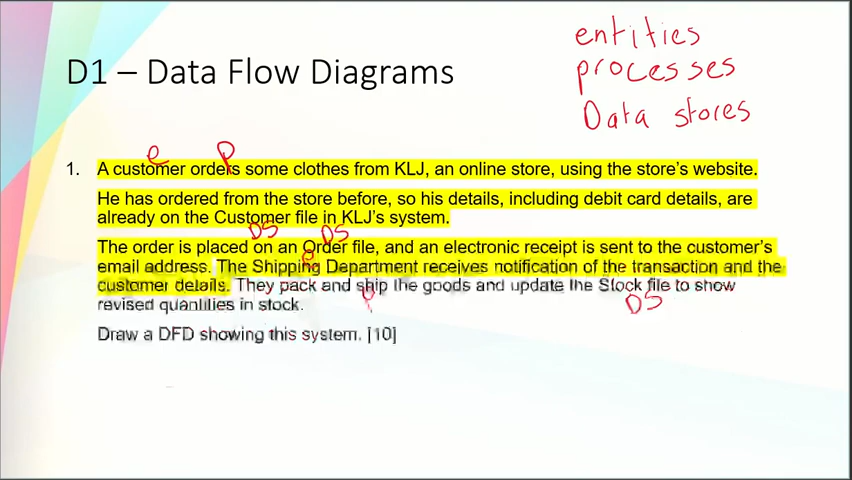 entities
D1 – Data Flow Diagrams
processes
Data stores
e p
1. A customer orders some clothes from KLJ, an online store, using the store's website.
He has ordered from the store before, so his details, including debit card details, are
already on the Customer file in KLJ's system.
DS DS
The order is placed on an Order file, and an electronic receipt is sent to the customer's
e
email address. The Shipping Department receives notification of the transaction and the
customer details. They pack and ship the goods and update the Stock file to show
p DS
revised quantities in stock.
Draw a DFD showing this system. [10]